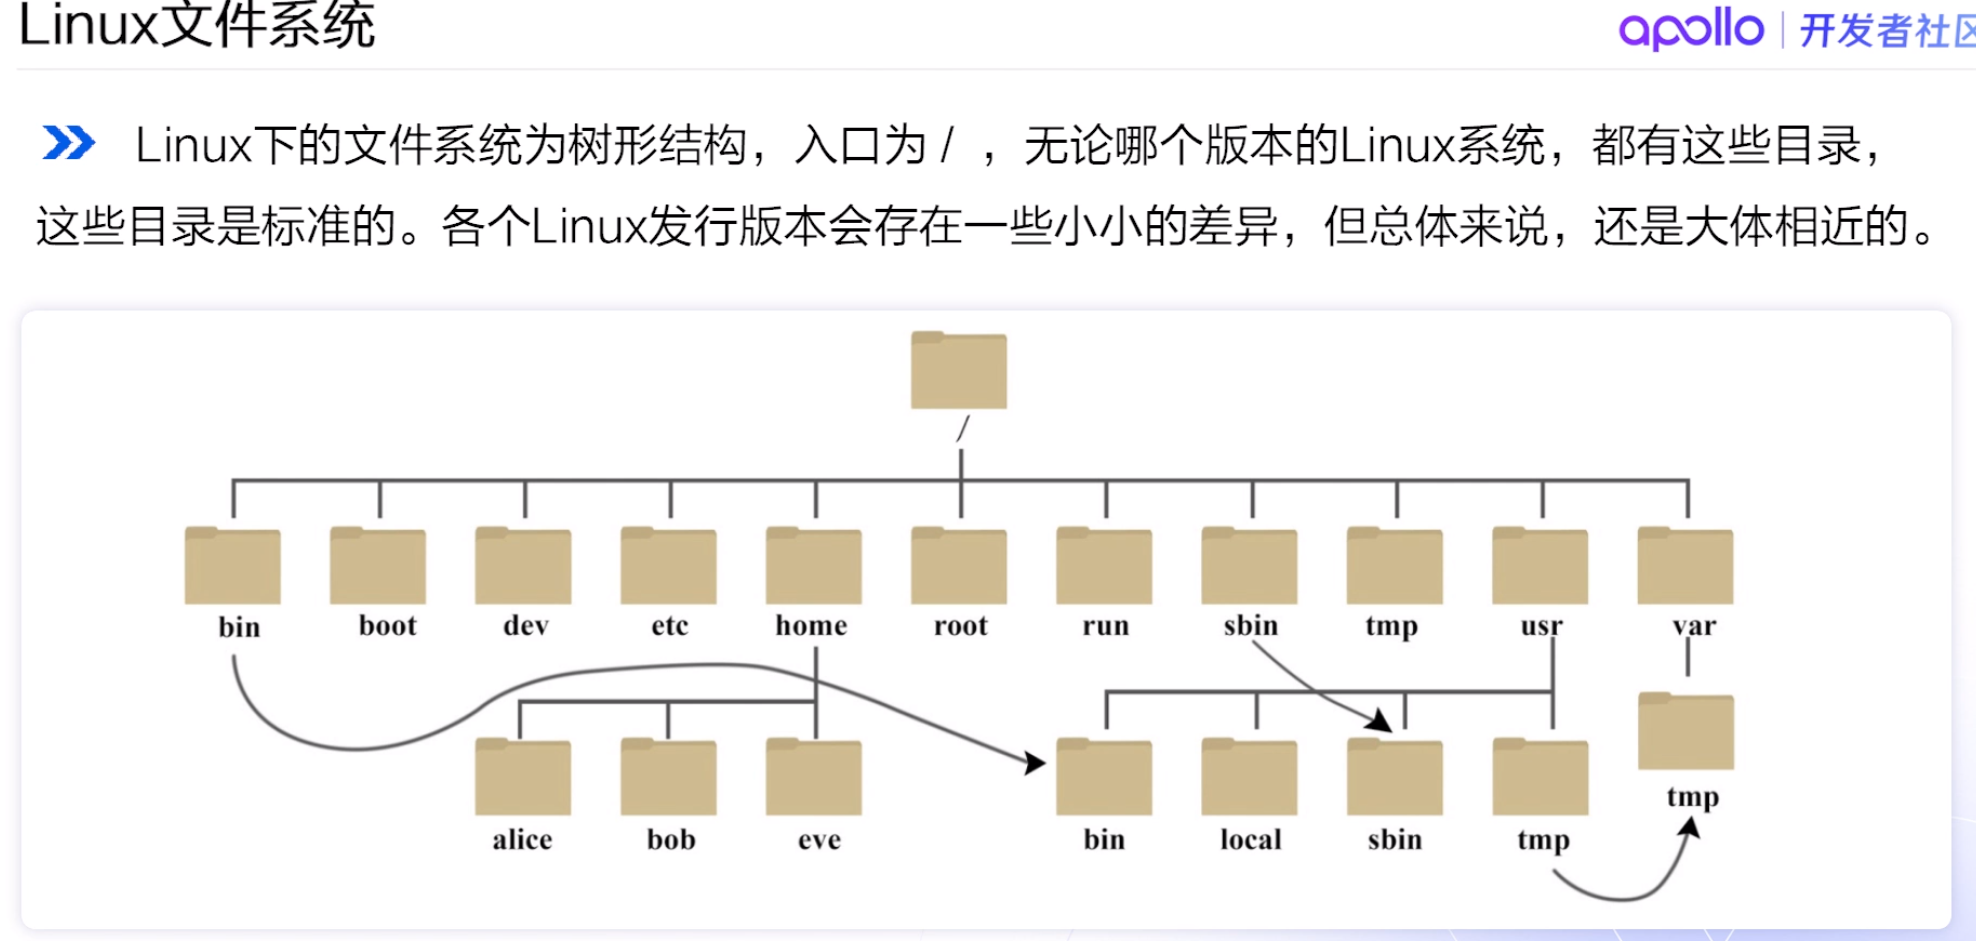 Linux文件系统
apollo | 开发者社区
Linux下的文件系统为树形结构，入口为 / ，无论哪个版本的Linux系统，都有这些目录，
这些目录是标准的。各个Linux发行版本会存在一些小小的差异，但总体来说，还是大体相近的。
/
bin boot dev etc home root run sbin tmp usr var
tmp
alice bob eve bin local sbin tmp